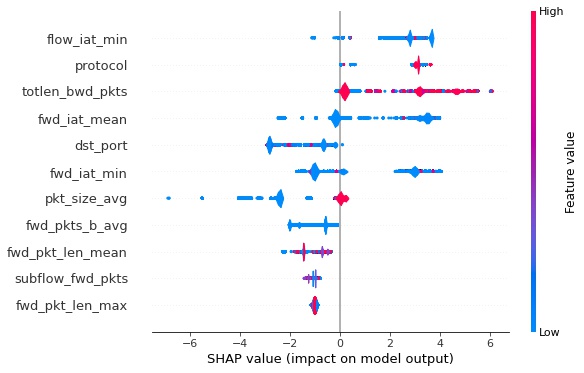 High
flow_iat_min
protocol
totlen_bwd_pkts
fwd_iat_mean
dst_port
fwd_iat_min
pkt_size_avg
fwd_pkts_b_avg
fwd_pkt_len_mean
subflow_fwd_pkts
fwd_pkt_len_max
Feature value
Low
−6 −4 −2 0 2 4 6
SHAP value (impact on model output)